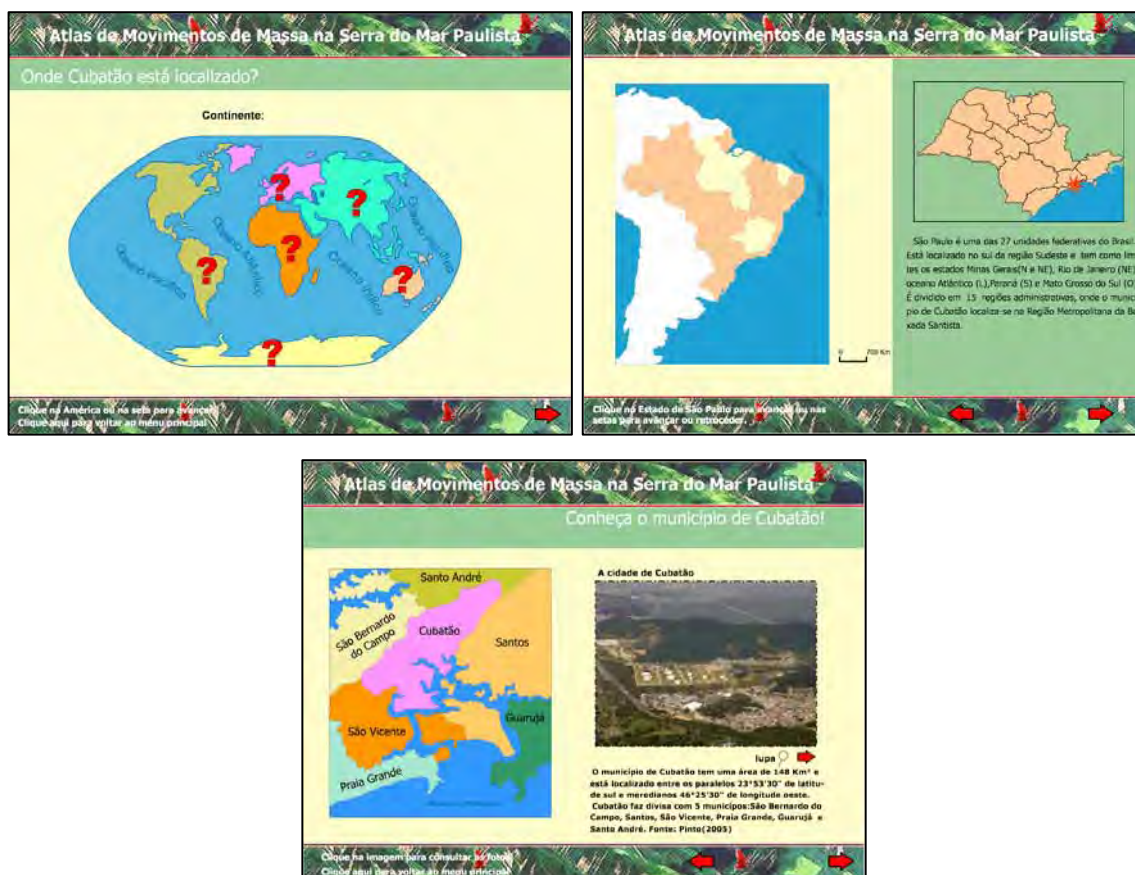 Atlas de Movimentos de Massa na Serra do Mar Paulista
Onde Cubatão está localizado?
Continente:
?
?
?
?
?
?
Oceano Pacífico
Oceano Atlântico
Oceano Índico
Oceano Pacífico
Clique na América ou na seta para avançar
Clique aqui para voltar ao menu principal
Atlas de Movimentos de Massa na Serra do Mar Paulista
0 700 Km
São Paulo é uma das 27 unidades federativas do Brasil.
Está localizado no sul da região Sudeste e tem como lim
tes os estados Minas Gerais(N e NE), Rio de Janeiro (NE)
oceano Atlântico (L),Paraná (S) e Mato Grosso do Sul (O)
É dividido em 15 regiões administrativas, onde o munic
pio de Cubatão localiza-se na Região Metropolitana da Ba
xada Santista.
Clique no Estado de São Paulo para avançar ou nas
setas para avançar ou retroceder.
Atlas de Movimentos de Massa na Serra do Mar Paulista
Conheça o município de Cubatão!
Santo André
São Bernardo
do Campo
Cubatão
Santos
São Vicente
Guarujá
Praia Grande
A cidade de Cubatão
lupa
O município de Cubatão tem uma área de 148 Km² e
está localizado entre os paralelos 23°53'30" de latitu-
de sul e meredianos 46°25'30" de longitude oeste.
Cubatão faz divisa com 5 municípos:São Bernardo do
Campo, Santos, São Vicente, Praia Grande, Guarujá e
Santo André. Fonte: Pinto(2005)
Clique na imagem para consultar as fotos
Clique aqui para voltar ao menu principal